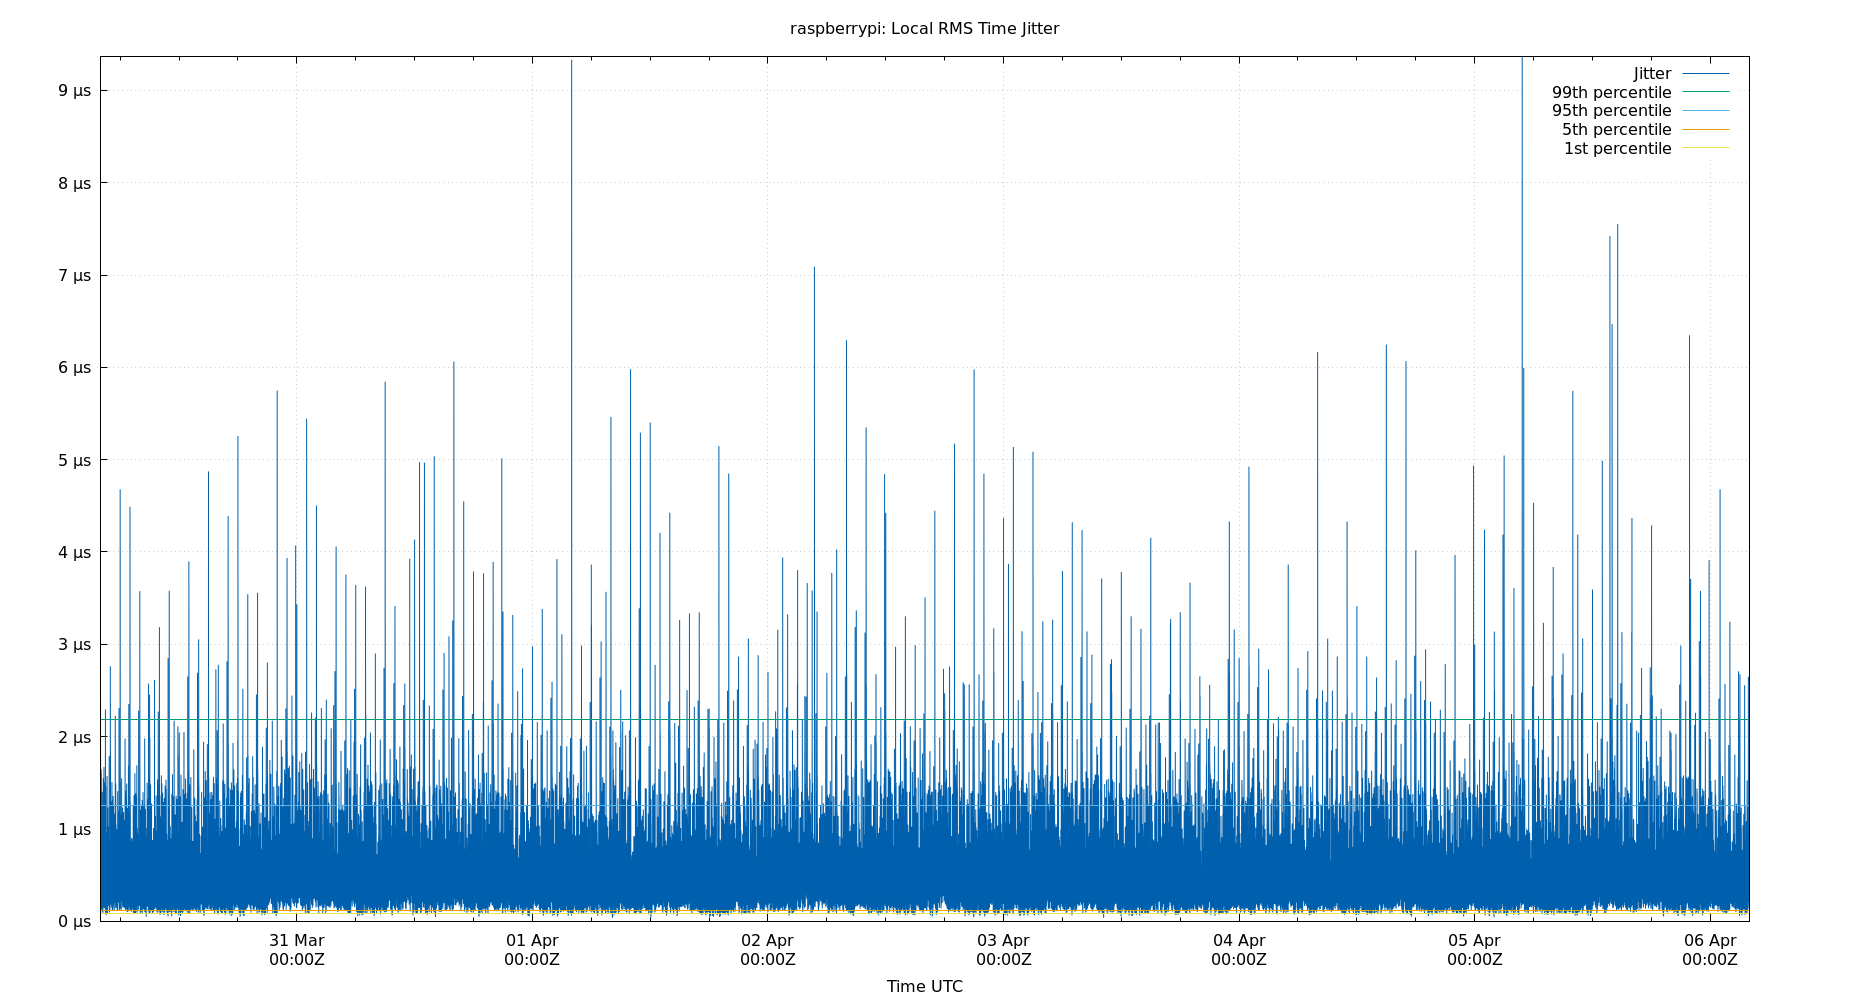 raspberrypi: Local RMS Time Jitter
Jitter
99th percentile
95th percentile
5th percentile
1st percentile
9 µs
8 µs
7 µs
6 µs
5 µs
4 µs
3 µs
2 µs
1 µs
0 µs
31 Mar 01 Apr 02 Apr 03 Apr 04 Apr 05 Apr 06 Apr
00:00Z 00:00Z 00:00Z 00:00Z 00:00Z 00:00Z 00:00Z
Time UTC